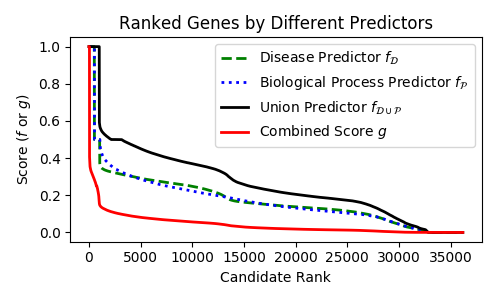 Ranked Genes by Different Predictors
Score (f or g)
1.0
0.8
0.6
0.4
0.2
0.0
Disease Predictor f_𝒟
Biological Process Predictor f_𝒫
Union Predictor f_𝒟∪𝒫
Combined Score g
0 5000 10000 15000 20000 25000 30000 35000
Candidate Rank